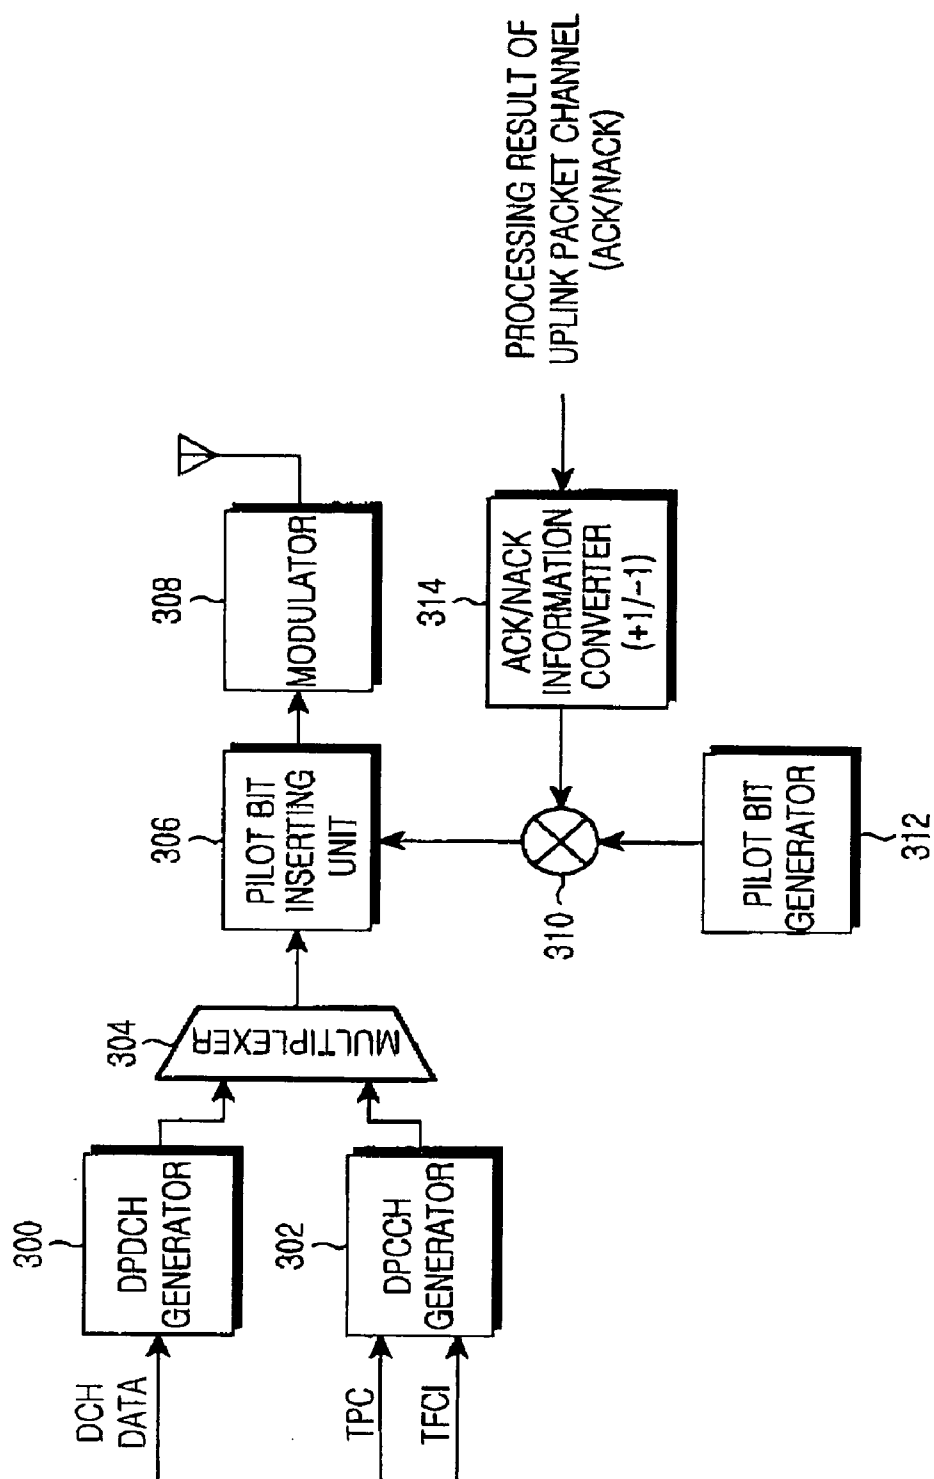 DCH
DATA
300
DPDCH
GENERATOR
TPC
TFCI
302
DPCCH
GENERATOR
304
MULTIPLEXER
306
PILOT BIT
INSERTING
UNIT
308
MODULATOR
310
312
PILOT BIT
GENERATOR
314
ACK/NACK
INFORMATION
CONVERTER
(+1/-1)
PROCESSING RESULT OF
UPLINK PACKET CHANNEL
(ACK/NACK)